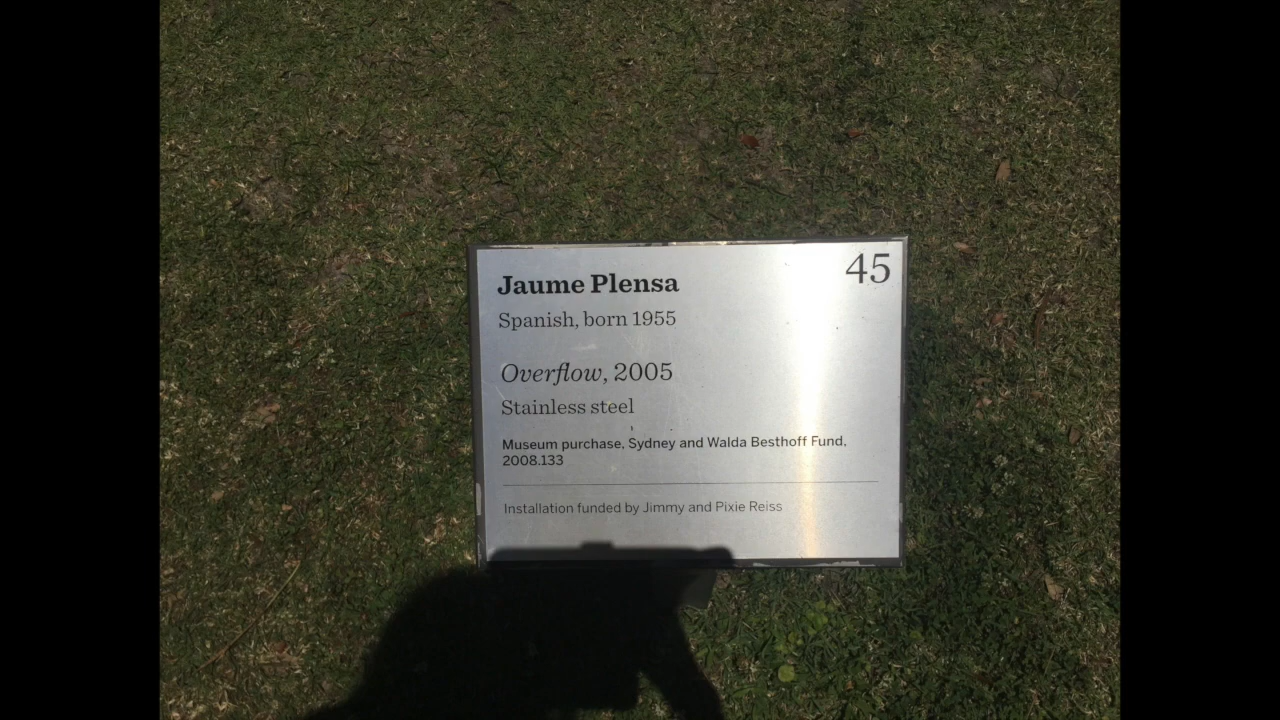 45
Jaume Plensa
Spanish, born 1955
Overflow, 2005
Stainless steel
Museum purchase, Sydney and Walda Besthoff Fund,
2008.133
Installation funded by Jimmy and Pixie Reiss